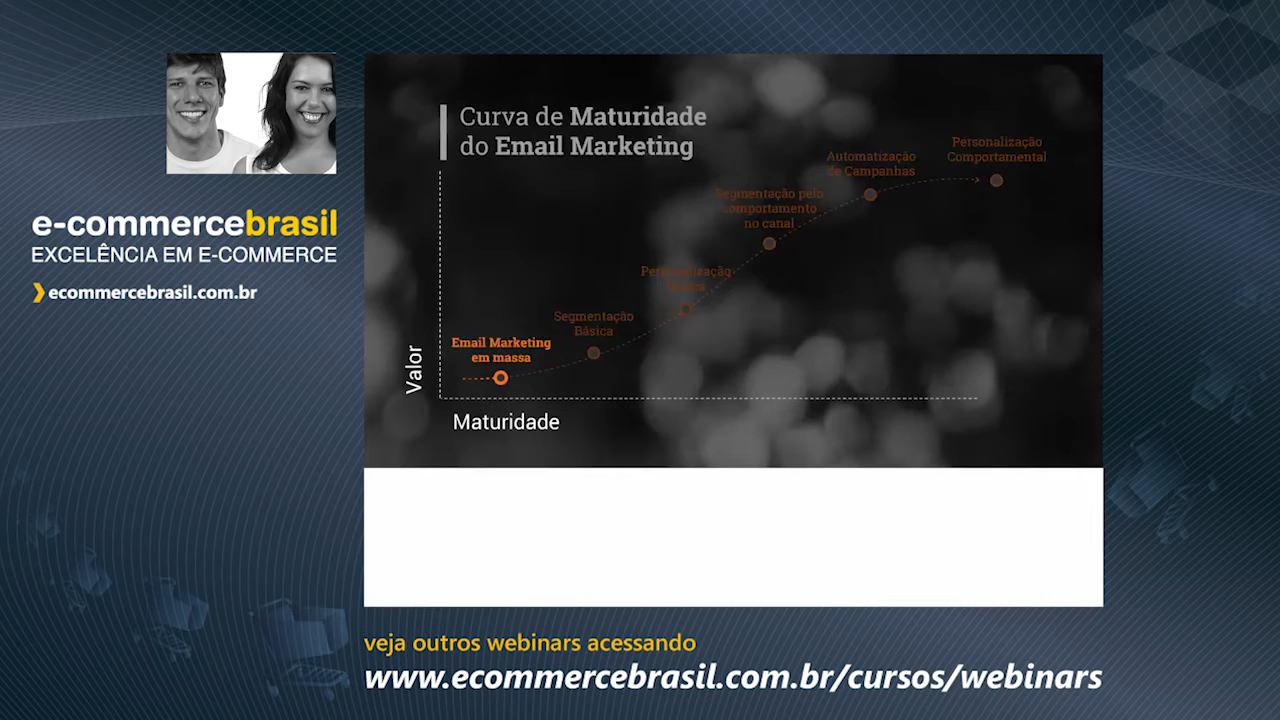 e-commercebrasil
EXCELÊNCIA EM E-COMMERCE
ecommercebrasil.com.br
Curva de Maturidade
do Email Marketing
Personalização
Comportamental
Automatização
de Campanhas
Segmentação pelo
comportamento
no canal
Personalização
Segmentação
Básica
Email Marketing
em massa
Valor
Maturidade
veja outros webinars acessando
www.ecommercebrasil.com.br/cursos/webinars